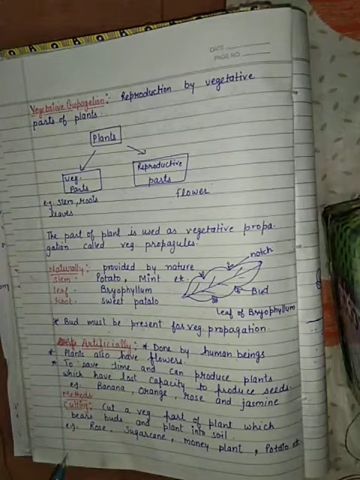 DATE
PAGE NO.
Vegetative Propagation: Reproduction by vegetative
parts of plants.
Plants
Veg. Parts
Reproductive parts
e.g. stem, roots
leaves
flower
The part of plant is used as vegetative propa-
gation called veg. propagules.
Naturally: provided by nature
Stem - Potato, Mint etc
Leaf - Bryophyllum
Root - sweet patato
notch
Bud
Leaf of Bryophyllum
* Bud must be present for veg. propagation.
Artificially: * Done by human beings
* Plants also have flowers.
* To save time and can produce plants
which have lost capacity to produce seeds
e.g. Banana, Orange, Rose and jasmine
Methods
Cutting: Cut a veg. part of plant which
bears buds and plant into soil
e.g. Rose, Sugarcane, money plant, Potato etc